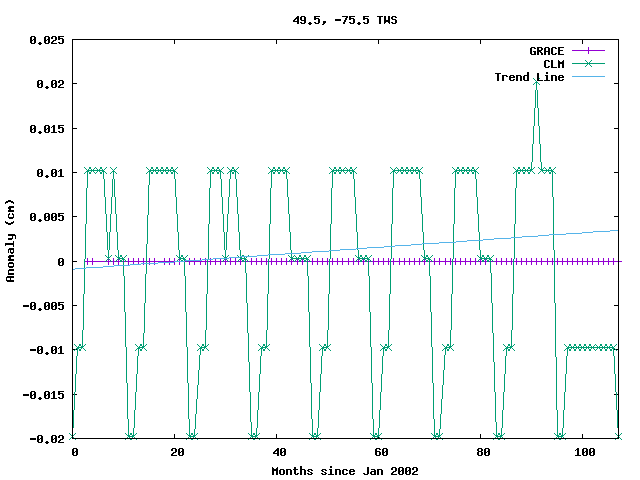 49.5, -75.5 TWS
GRACE
CLM
Trend Line
0.025
0.02
0.015
0.01
0.005
0
-0.005
-0.01
-0.015
-0.02
Anomaly (cm)
0 20 40 60 80 100
Months since Jan 2002